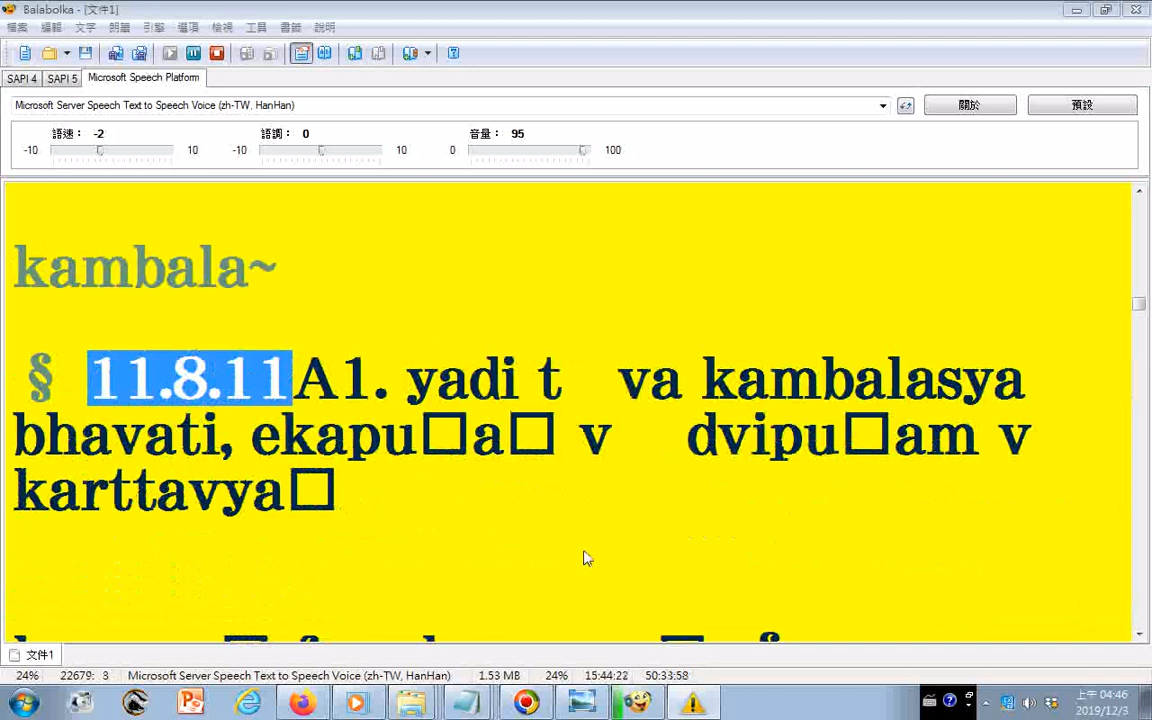 Balabolka - [文件1]
檔案 編輯 文字 朗讀 引擎 選項 檢視 工具 書籤 說明
SAPI 4 SAPI 5 Microsoft Speech Platform
Microsoft Server Speech Text to Speech Voice (zh-TW, HanHan) 關於 預設
語速： -2 語調： 0 音量： 95
-10 10 -10 10 0 100
kambala~
§ 11.8.11A1. yadi t va kambalasya
bhavati, ekapu□a□ v dvipu□am v
karttavya□
文件1
24% 22679: 3 Microsoft Server Speech Text to Speech Voice (zh-TW, HanHan) 1.53 MB 24% 15:44:22 50:33:58
上午 04:46
2019/12/3